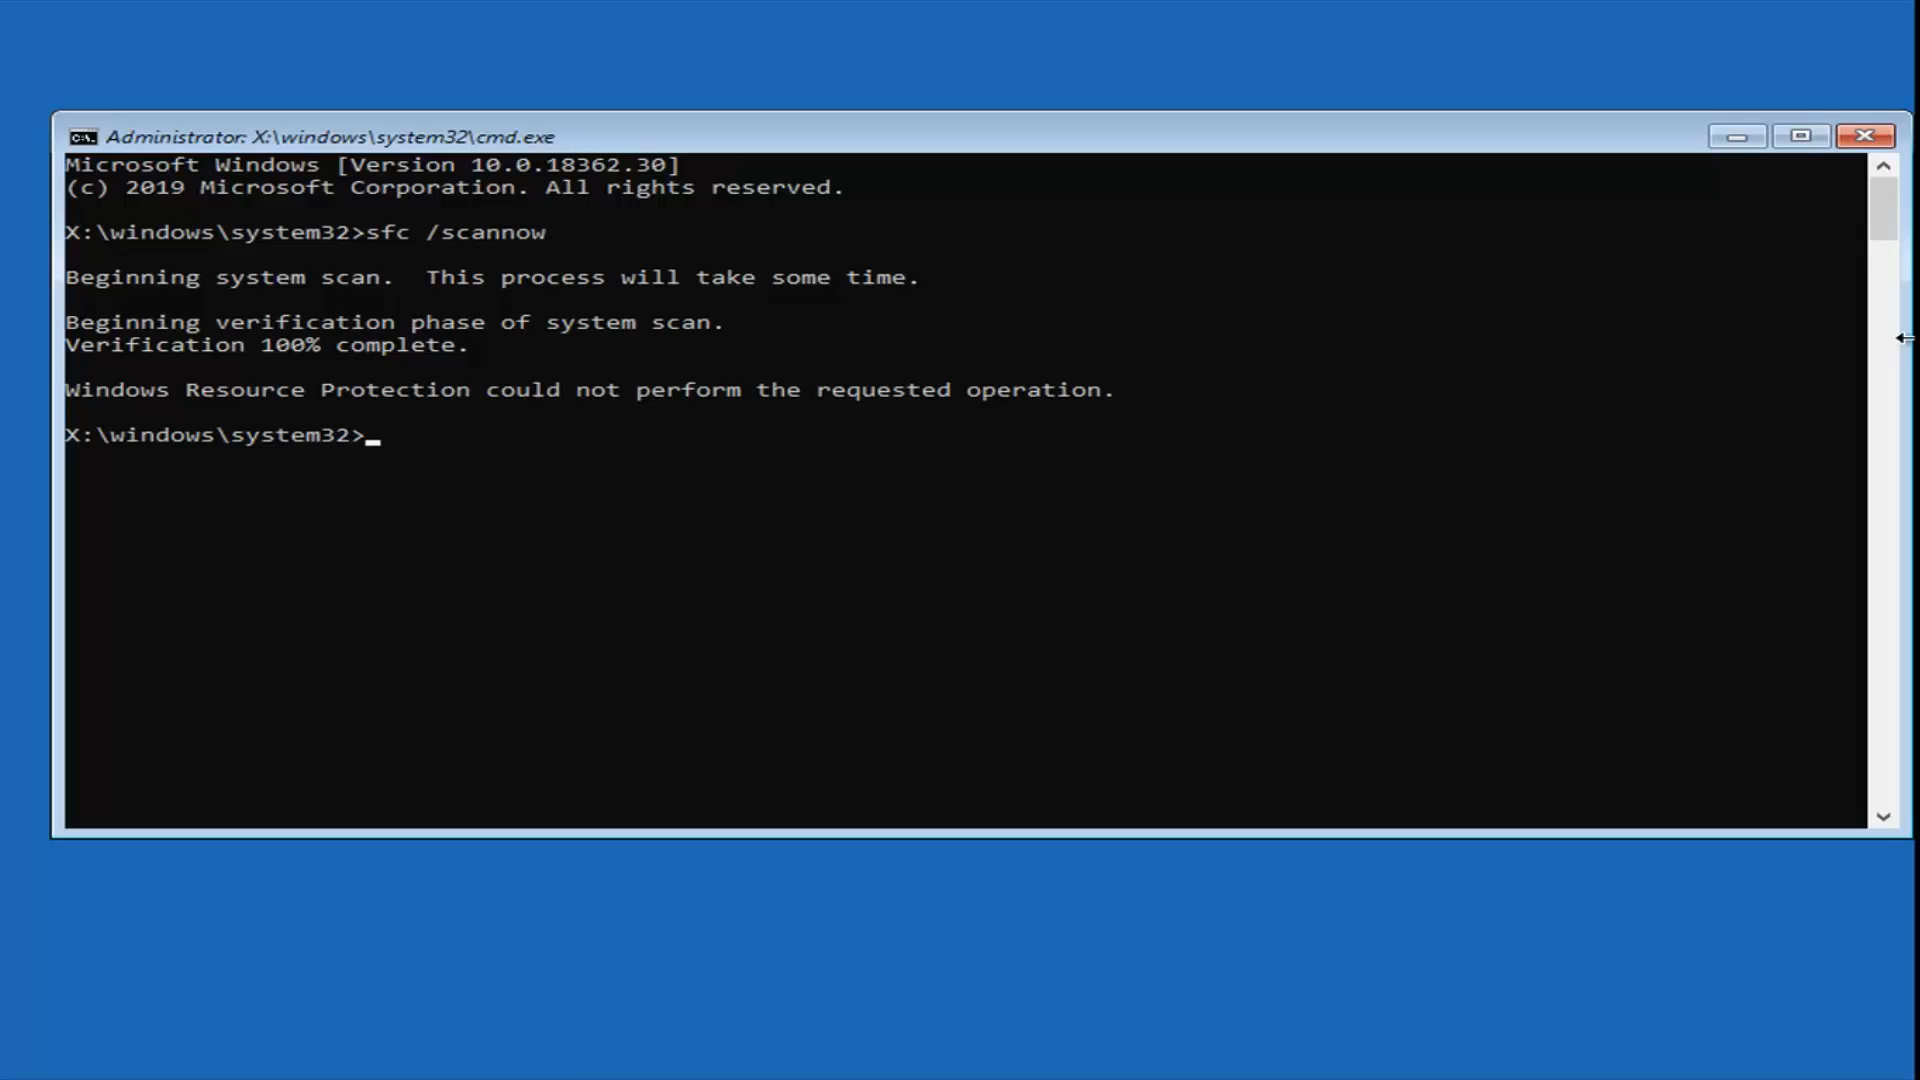 Administrator: X:\windows\system32\cmd.exe
Microsoft Windows [Version 10.0.18362.30]
(c) 2019 Microsoft Corporation. All rights reserved.
X:\windows\system32>sfc /scannow
Beginning system scan.  This process will take some time.
Beginning verification phase of system scan.
Verification 100% complete.
Windows Resource Protection could not perform the requested operation.
X:\windows\system32>